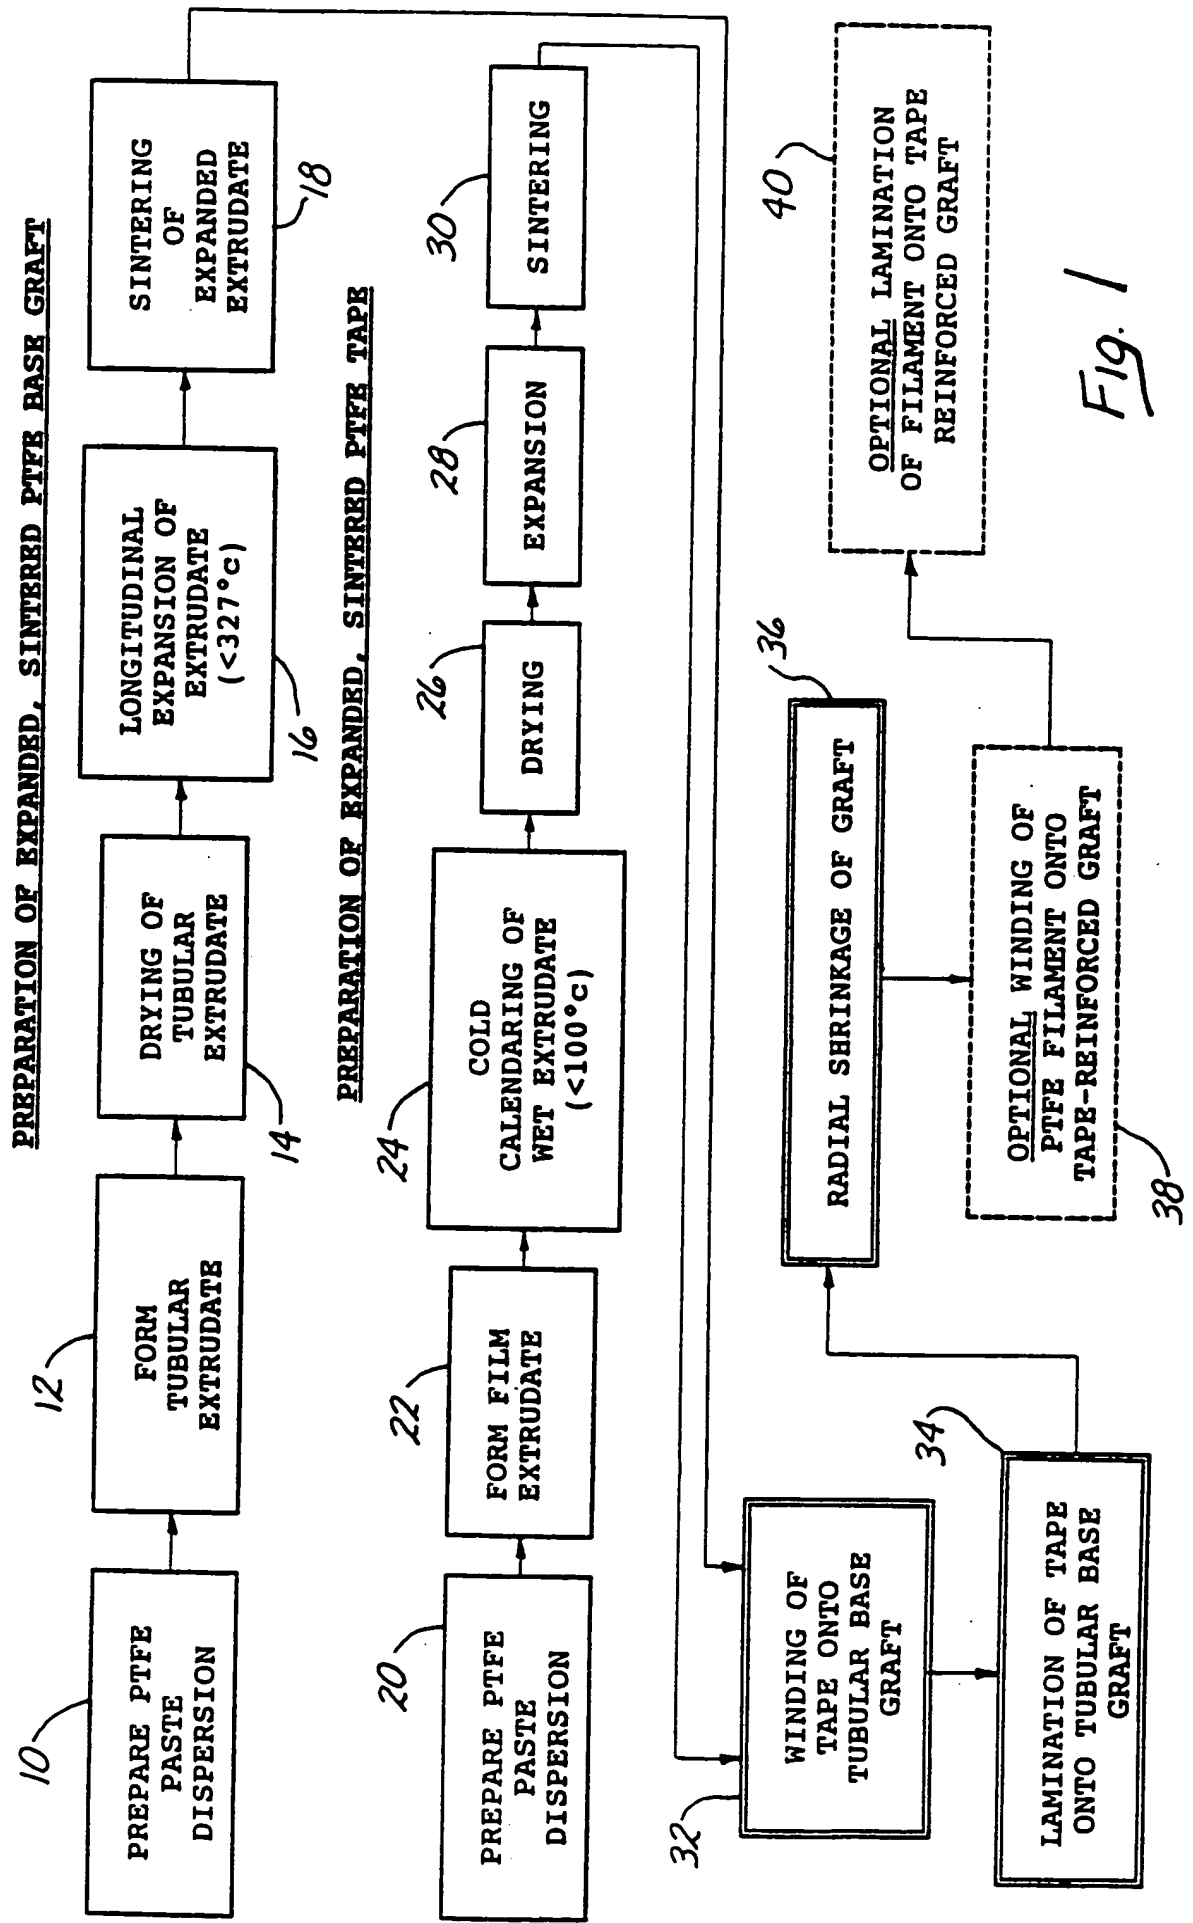 PREPARATION OF EXPANDED, SINTERED PTFE BASE GRAFT
10
PREPARE PTFE
PASTE
DISPERSION
12
FORM
TUBULAR
EXTRUDATE
14
DRYING OF
TUBULAR
EXTRUDATE
16
LONGITUDINAL
EXPANSION OF
EXTRUDATE
(<327°c)
18
SINTERING
OF
EXPANDED
EXTRUDATE
PREPARATION OF EXPANDED, SINTERED PTFE TAPE
20
PREPARE PTFE
PASTE
DISPERSION
22
FORM FILM
EXTRUDATE
24
COLD
CALENDARING OF
WET EXTRUDATE
(<100°c)
26
DRYING
28
EXPANSION
30
SINTERING
32
WINDING OF
TAPE ONTO
TUBULAR BASE
GRAFT
34
LAMINATION OF TAPE
ONTO TUBULAR BASE
GRAFT
36
RADIAL SHRINKAGE OF GRAFT
38
OPTIONAL WINDING OF
PTFE FILAMENT ONTO
TAPE-REINFORCED GRAFT
40
OPTIONAL LAMINATION
OF FILAMENT ONTO TAPE
REINFORCED GRAFT
Fig. 1